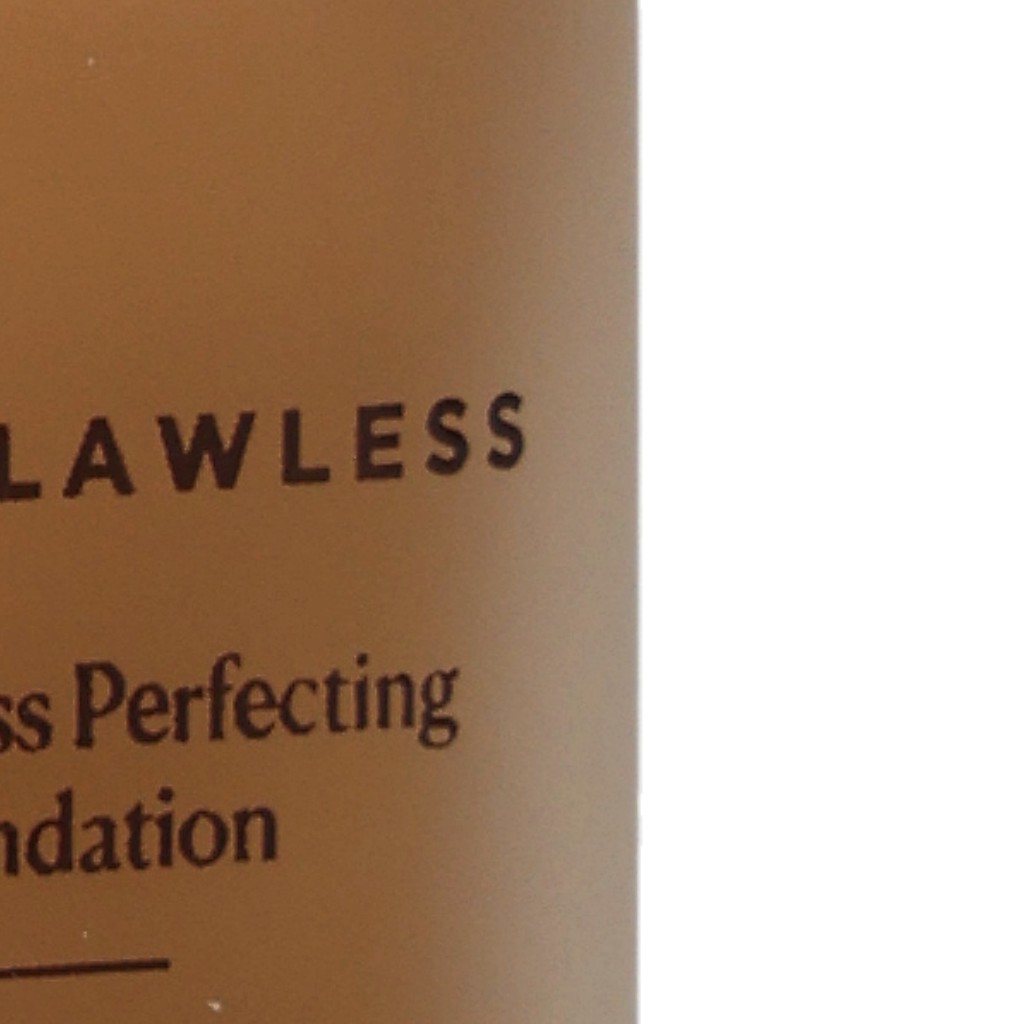 LAWLESS
ss Perfecting
ndation